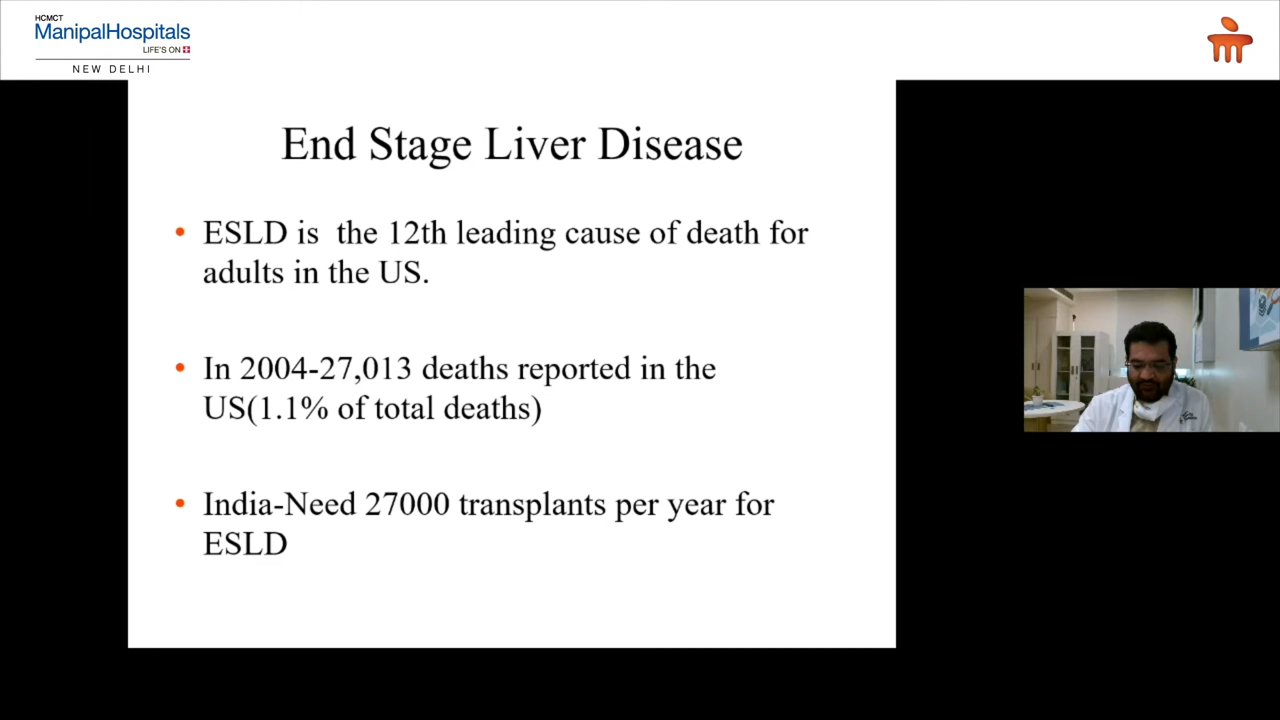 HCMCT
ManipalHospitals
LIFE'S ON
NEW DELHI
End Stage Liver Disease
• ESLD is  the 12th leading cause of death for
adults in the US.
• In 2004-27,013 deaths reported in the
US(1.1% of total deaths)
• India-Need 27000 transplants per year for
ESLD